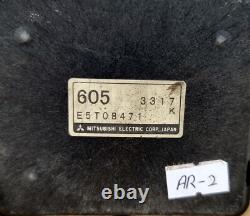 605 3317
E5T08471 K
MITSUBISHI ELECTRIC CORP. JAPAN
AR-2